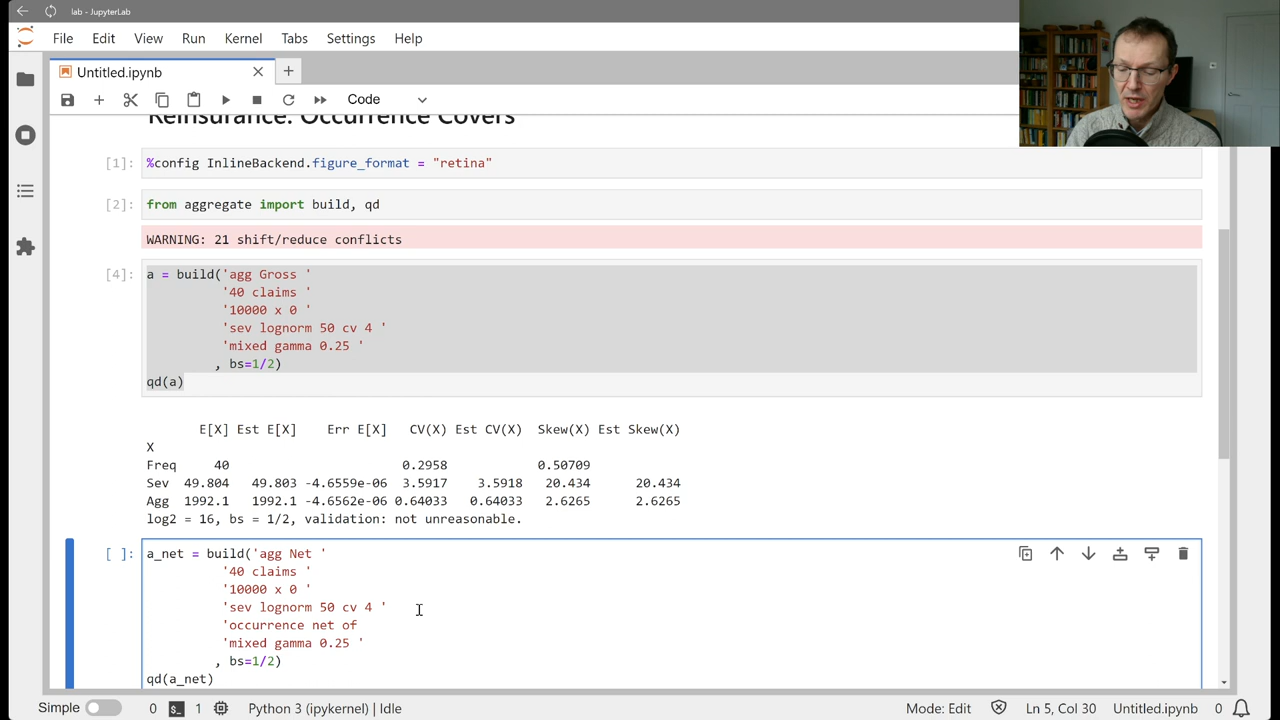 lab - JupyterLab
File Edit View Run Kernel Tabs Settings Help
Untitled.ipynb
Code
Reinsurance: Occurrence Covers
[1]: %config InlineBackend.figure_format = "retina"
[2]: from aggregate import build, qd
WARNING: 21 shift/reduce conflicts
[4]: a = build('agg Gross '
'40 claims '
'10000 x 0 '
'sev lognorm 50 cv 4 '
'mixed gamma 0.25 '
, bs=1/2)
qd(a)
E[X] Est E[X] Err E[X] CV(X) Est CV(X) Skew(X) Est Skew(X)
X
Freq 40 0.2958 0.50709
Sev 49.804 49.803 -4.6559e-06 3.5917 3.5918 20.434 20.434
Agg 1992.1 1992.1 -4.6562e-06 0.64033 0.64033 2.6265 2.6265
log2 = 16, bs = 1/2, validation: not unreasonable.
[ ]: a_net = build('agg Net '
'40 claims '
'10000 x 0 '
'sev lognorm 50 cv 4 '
'occurrence net of
'mixed gamma 0.25 '
, bs=1/2)
qd(a_net)
Simple 0 1 Python 3 (ipykernel) | Idle Mode: Edit Ln 5, Col 30 Untitled.ipynb 0